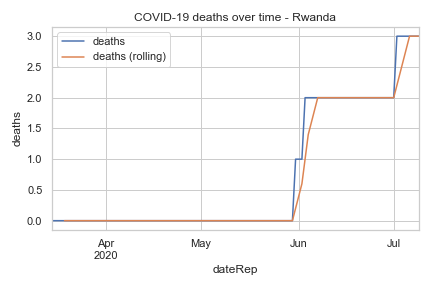 COVID-19 deaths over time - Rwanda
deaths
deaths (rolling)
3.0
2.5
2.0
1.5
1.0
0.5
0.0
deaths
Apr
2020
May
Jun
Jul
dateRep